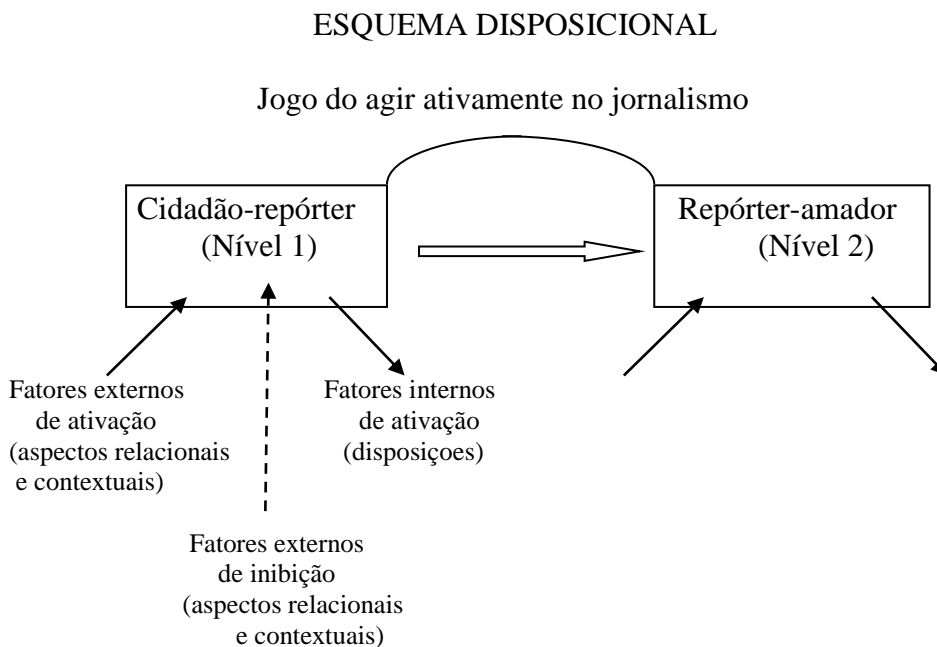 ESQUEMA DISPOSICIONAL
Jogo do agir ativamente no jornalismo
Cidadão-repórter
(Nível 1)
Repórter-amador
(Nível 2)
Fatores externos
de ativação
(aspectos relacionais
e contextuais)
Fatores internos
de ativação
(disposiçoes)
Fatores externos
de inibição
(aspectos relacionais
e contextuais)